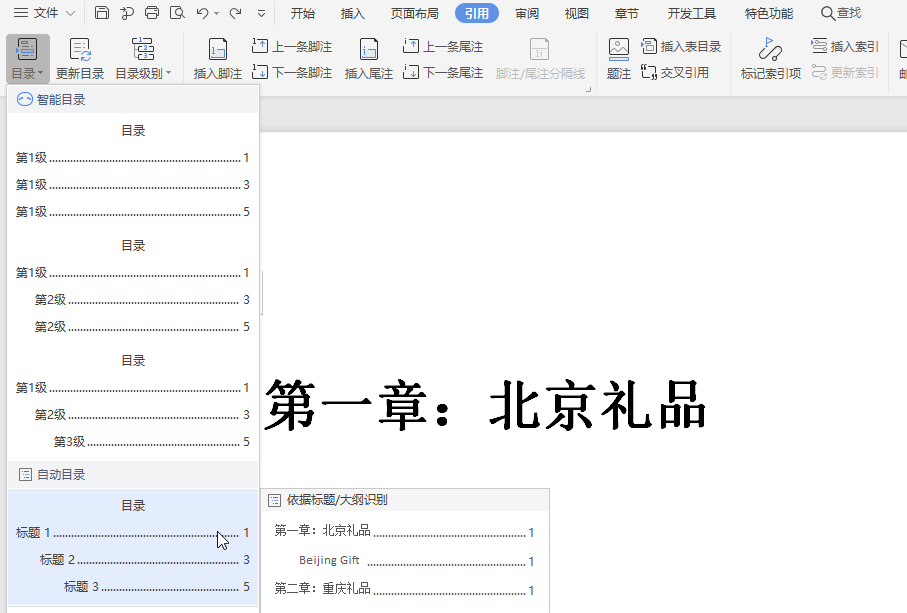 文件 开始 插入 页面布局 引用 审阅 视图 章节 开发工具 特色功能 查找
上一条脚注 上一条尾注 插入表目录 插入索引
目录 更新目录 目录级别 插入脚注 下一条脚注 插入尾注 下一条尾注 脚注/尾注分隔线 题注 交叉引用 标记索引项 更新索引 邮
智能目录
目录
第1级 1
第1级 3
第1级 5
目录
第1级 1
第2级 3
第2级 5
目录
第1级 1
第2级 3
第3级 5
自动目录
目录
标题 1 1
标题 2 3
标题 3 5
第一章：北京礼品
依据标题/大纲识别
第一章：北京礼品 1
Beijing Gift 1
第二章：重庆礼品 1